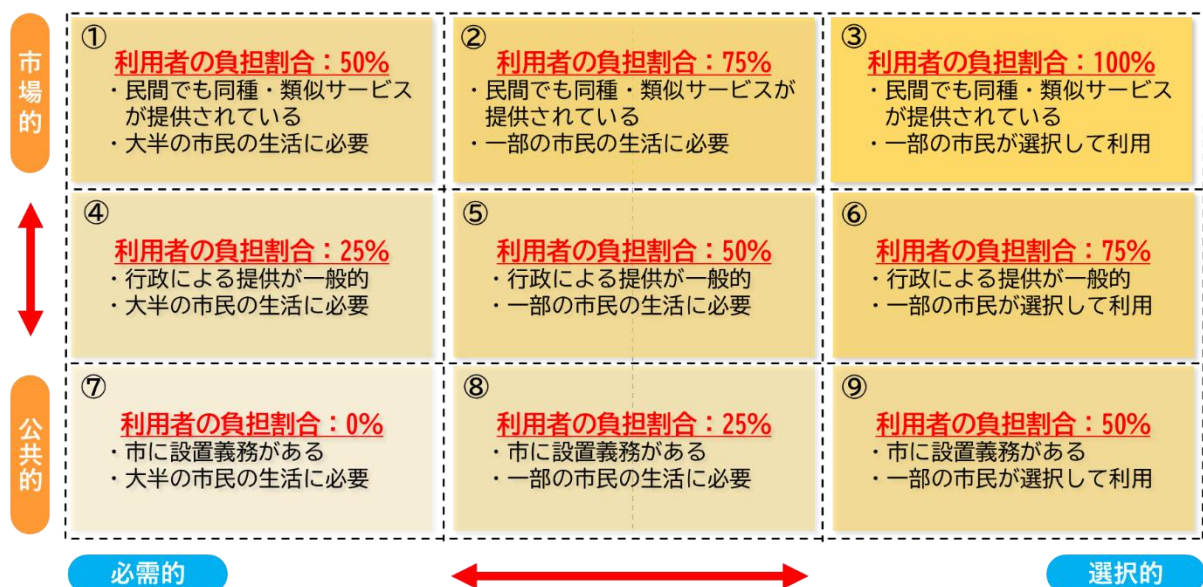 市場的
①
利用者の負担割合：50%
・民間でも同種・類似サービス
が提供されている
・大半の市民の生活に必要
②
利用者の負担割合：75%
・民間でも同種・類似サービスが
提供されている
・一部の市民の生活に必要
③
利用者の負担割合：100%
・民間でも同種・類似サービス
が提供されている
・一部の市民が選択して利用
④
利用者の負担割合：25%
・行政による提供が一般的
・大半の市民の生活に必要
⑤
利用者の負担割合：50%
・行政による提供が一般的
・一部の市民の生活に必要
⑥
利用者の負担割合：75%
・行政による提供が一般的
・一部の市民が選択して利用
公共的
⑦
利用者の負担割合：0%
・市に設置義務がある
・大半の市民の生活に必要
⑧
利用者の負担割合：25%
・市に設置義務がある
・一部の市民の生活に必要
⑨
利用者の負担割合：50%
・市に設置義務がある
・一部の市民が選択して利用
必需的
選択的